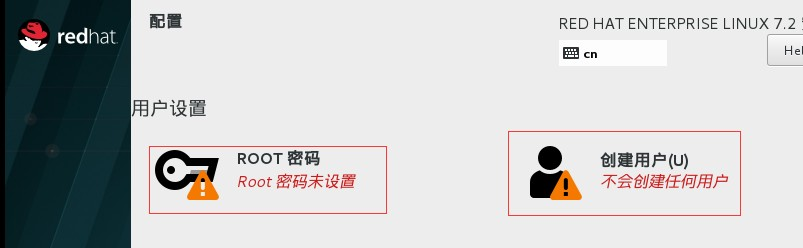 redhat.
配置
RED HAT ENTERPRISE LINUX 7.2
cn
Hel
用户设置
ROOT 密码
Root 密码未设置
创建用户(U)
不会创建任何用户